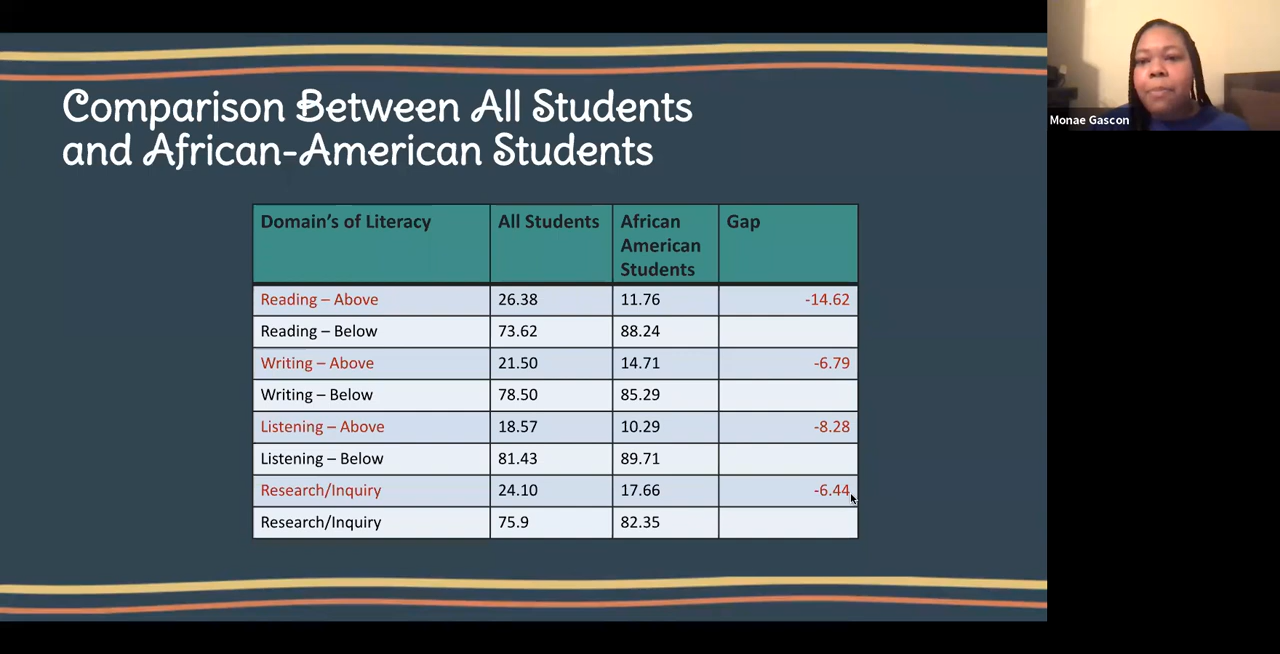 Comparison Between All Students
and African-American Students
Domain's of Literacy All Students African American Students Gap
Reading – Above 26.38 11.76 -14.62
Reading – Below 73.62 88.24
Writing – Above 21.50 14.71 -6.79
Writing – Below 78.50 85.29
Listening – Above 18.57 10.29 -8.28
Listening – Below 81.43 89.71
Research/Inquiry 24.10 17.66 -6.44
Research/Inquiry 75.9 82.35
Monae Gascon